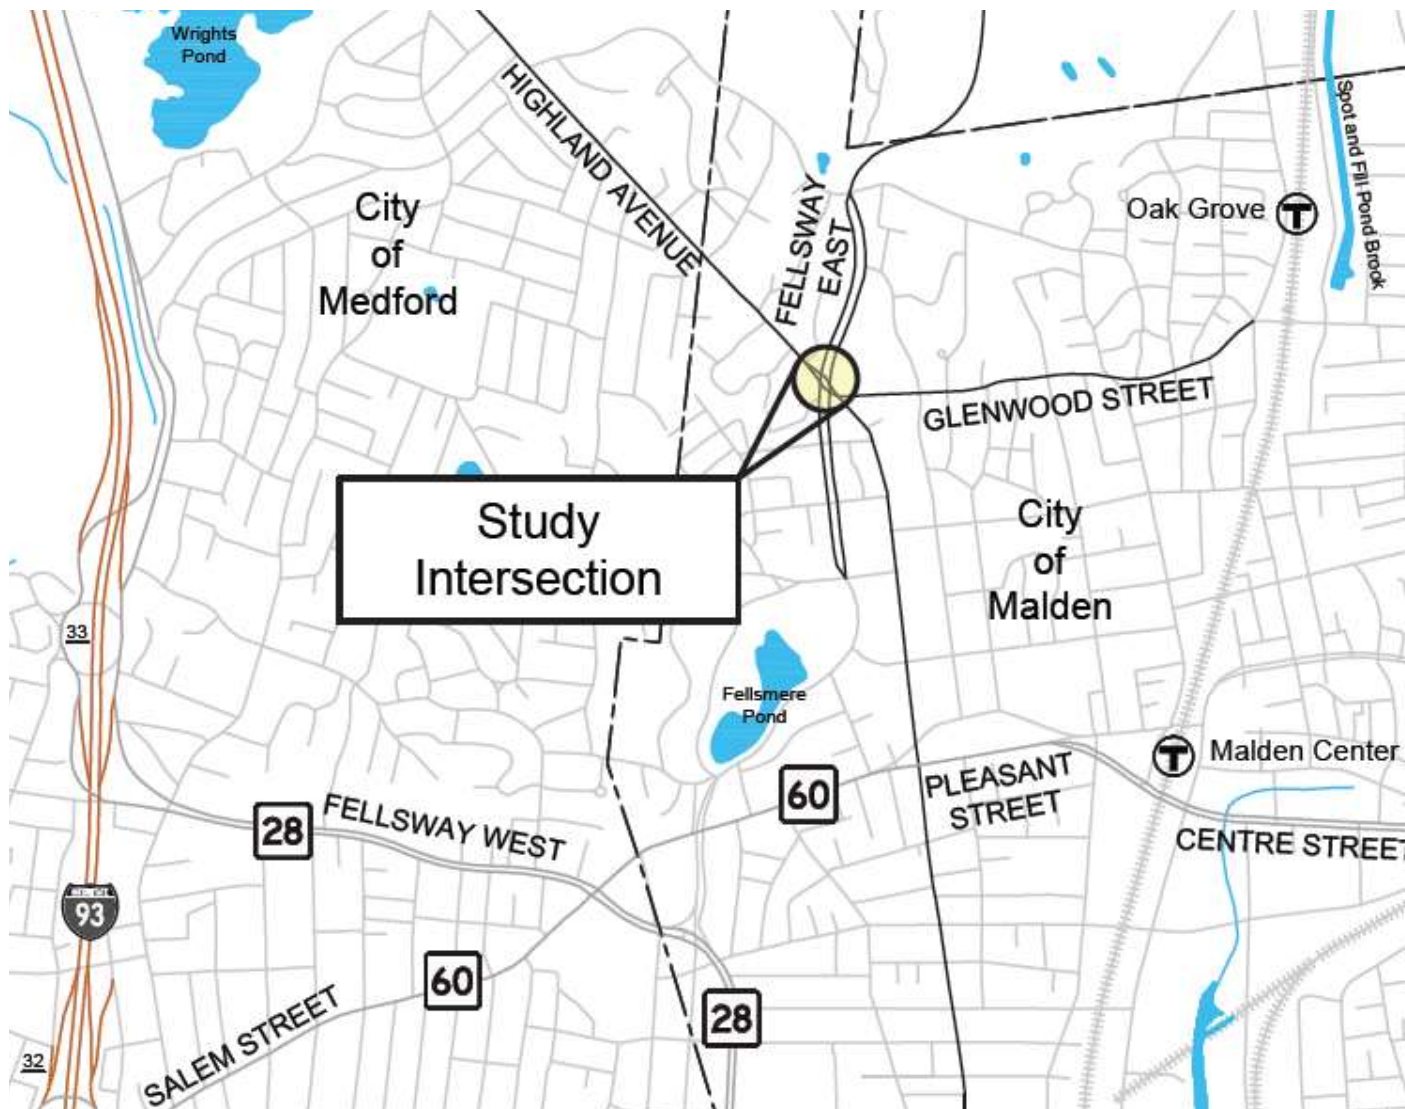 Wrights
Pond
HIGHLAND AVENUE
Spot and Fill Pond Brook
City
of
Medford
FELLSWAY
EAST
Oak Grove
T
GLENWOOD STREET
Study
Intersection
City
of
Malden
33
Fellsmere
Pond
T
Malden Center
60
PLEASANT
STREET
28
FELLSWAY WEST
CENTRE STREET
93
60
28
SALEM STREET
32